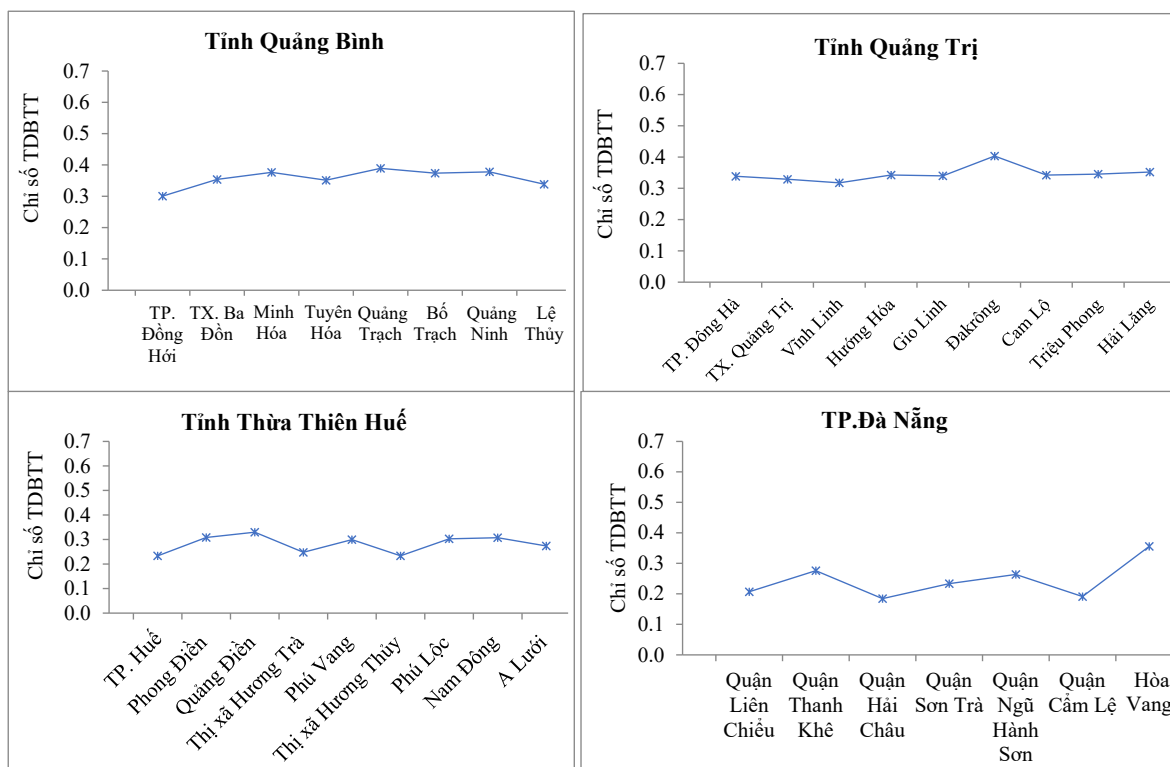 Tỉnh Quảng Bình
Chỉ số TDBTT
0.7
0.6
0.5
0.4
0.3
0.2
0.1
0.0
TP. Đồng Hới
TX. Ba Đồn
Minh Hóa
Tuyên Hóa
Quảng Trạch
Bố Trạch
Quảng Ninh
Lệ Thủy
Tỉnh Quảng Trị
Chỉ số TDBTT
0.7
0.6
0.5
0.4
0.3
0.2
0.1
0.0
TP. Đông Hà
TX. Quảng Trị
Vĩnh Linh
Hướng Hóa
Gio Linh
Đakrông
Cam Lộ
Triệu Phong
Hải Lăng
Tỉnh Thừa Thiên Huế
Chỉ số TDBTT
0.7
0.6
0.5
0.4
0.3
0.2
0.1
0.0
TP. Huế
Phong Điền
Quảng Điền
Thị xã Hương Trà
Phú Vang
Thị xã Hương Thủy
Phú Lộc
Nam Đông
A Lưới
TP.Đà Nẵng
Chỉ số TDBTT
0.7
0.6
0.5
0.4
0.3
0.2
0.1
0.0
Quận Liên Chiểu
Quận Thanh Khê
Quận Hải Châu
Quận Sơn Trà
Quận Ngũ Hành Sơn
Quận Cẩm Lệ
Hòa Vang